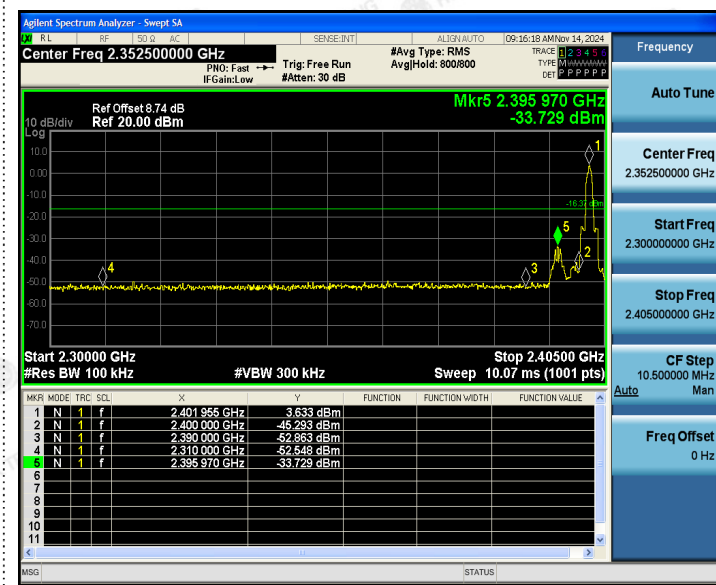 Agilent Spectrum Analyzer - Swept SA
LXI RL RF 50 Ω AC SENSE:INT ALIGN AUTO 09:16:18 AM Nov 14, 2024
Center Freq 2.352500000 GHz
#Avg Type: RMS
TRACE 1 2 3 4 5 6
PNO: Fast
Trig: Free Run
Avg|Hold: 800/800
TYPE M WWWWW
IFGain:Low
#Atten: 30 dB
DET P P P P P P
Ref Offset 8.74 dB
Mkr5 2.395 970 GHz
10 dB/div
Ref 20.00 dBm
-33.729 dBm
Log
10.0
0.00
-10.0
-16.37 dBm
-20.0
-30.0
-40.0
-50.0
-60.0
-70.0
1
5
2
3
4
Start 2.30000 GHz
Stop 2.40500 GHz
#Res BW 100 kHz
#VBW 300 kHz
Sweep 10.07 ms (1001 pts)
MKR MODE TRC SCL X Y FUNCTION FUNCTION WIDTH FUNCTION VALUE
1 N 1 f 2.401 955 GHz 3.633 dBm
2 N 1 f 2.400 000 GHz -45.293 dBm
3 N 1 f 2.390 000 GHz -52.863 dBm
4 N 1 f 2.310 000 GHz -52.548 dBm
5 N 1 f 2.395 970 GHz -33.729 dBm
6
7
8
9
10
11
MSG
STATUS
Frequency
Auto Tune
Center Freq
2.352500000 GHz
Start Freq
2.300000000 GHz
Stop Freq
2.405000000 GHz
CF Step
10.500000 MHz
Auto Man
Freq Offset
0 Hz